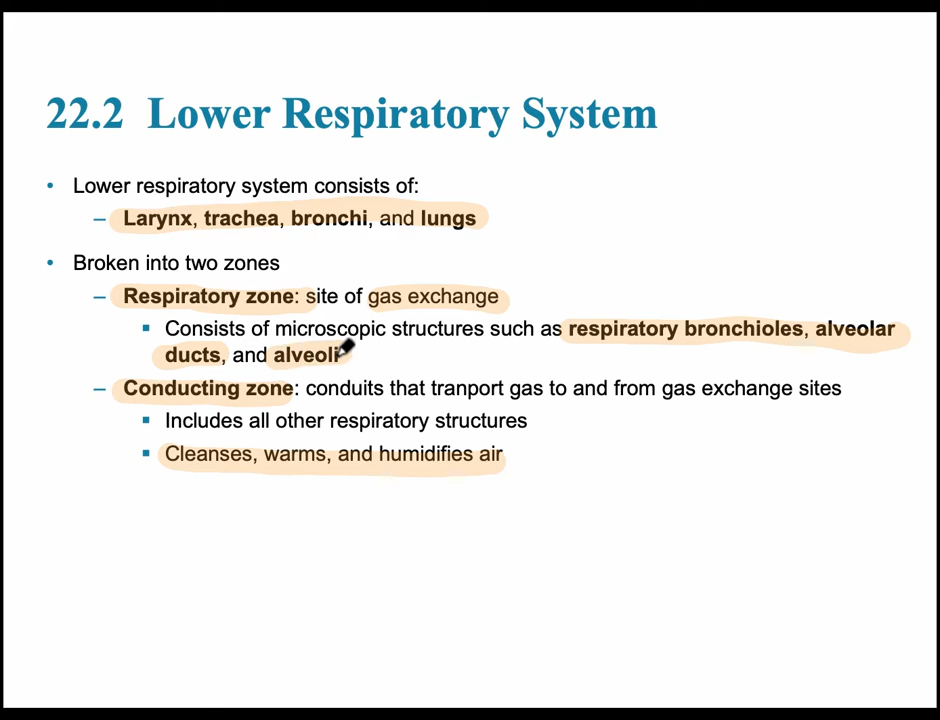 22.2 Lower Respiratory System
• Lower respiratory system consists of:
– Larynx, trachea, bronchi, and lungs
• Broken into two zones
– Respiratory zone: site of gas exchange
▪ Consists of microscopic structures such as respiratory bronchioles, alveolar
ducts, and alveoli
– Conducting zone: conduits that tranport gas to and from gas exchange sites
▪ Includes all other respiratory structures
▪ Cleanses, warms, and humidifies air